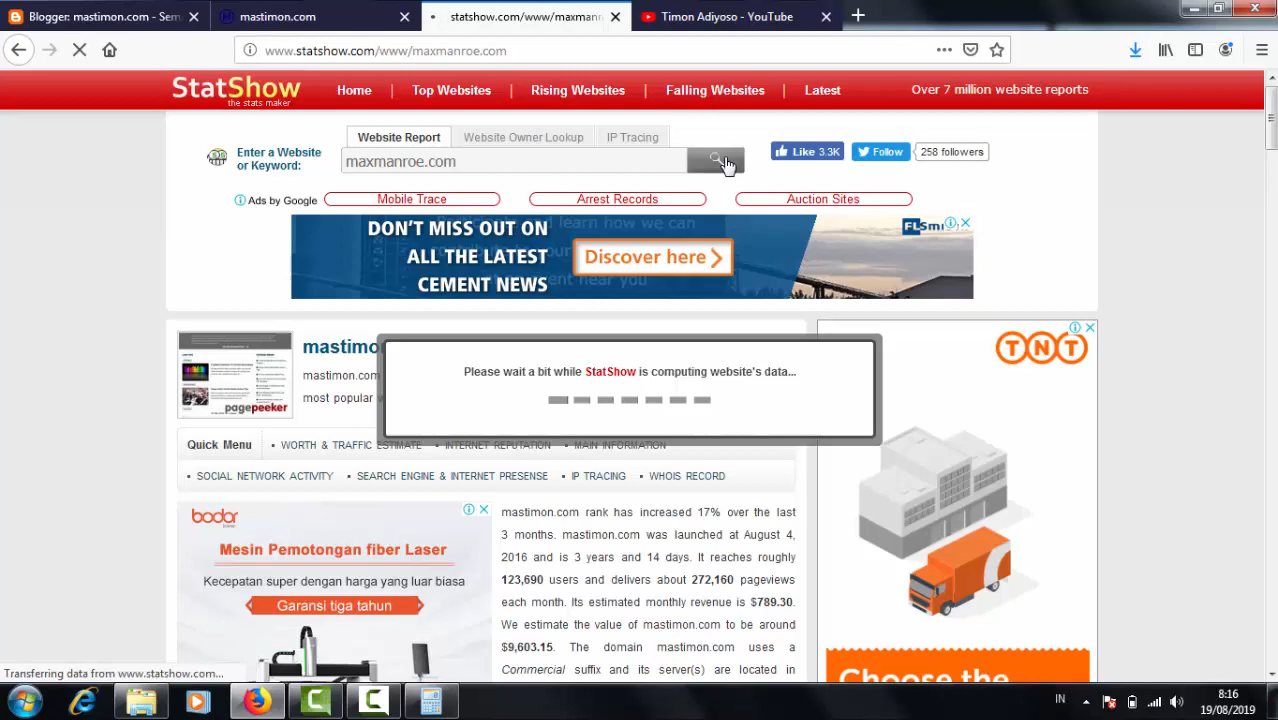 Blogger: mastimon.com - Sem
mastimon.com
statshow.com/www/maxmann
Timon Adiyoso - YouTube
www.statshow.com/www/maxmanroe.com
StatShow
the stats maker
Home
Top Websites
Rising Websites
Falling Websites
Latest
Over 7 million website reports
Website Report
Website Owner Lookup
IP Tracing
Enter a Website
or Keyword:
maxmanroe.com
Like 3.3K
Follow
258 followers
Ads by Google
Mobile Trace
Arrest Records
Auction Sites
DON'T MISS OUT ON
ALL THE LATEST
CEMENT NEWS
Discover here
FLSmi
mastimo
mastimon.com
most popular
pagepeeker
TNT
Please wait a bit while StatShow is computing website's data...
Quick Menu
WORTH & TRAFFIC ESTIMATE
INTERNET REPUTATION
MAIN INFORMATION
SOCIAL NETWORK ACTIVITY
SEARCH ENGINE & INTERNET PRESENSE
IP TRACING
WHOIS RECORD
bodor
Mesin Pemotongan fiber Laser
Kecepatan super dengan harga yang luar biasa
Garansi tiga tahun
mastimon.com rank has increased 17% over the last
3 months. mastimon.com was launched at August 4,
2016 and is 3 years and 14 days. It reaches roughly
123,690 users and delivers about 272,160 pageviews
each month. Its estimated monthly revenue is $789.30.
We estimate the value of mastimon.com to be around
$9,603.15. The domain mastimon.com uses a
Commercial suffix and its server(s) are located in
Choose the
Transferring data from www.statshow.com...
IN
8:16
19/08/2019